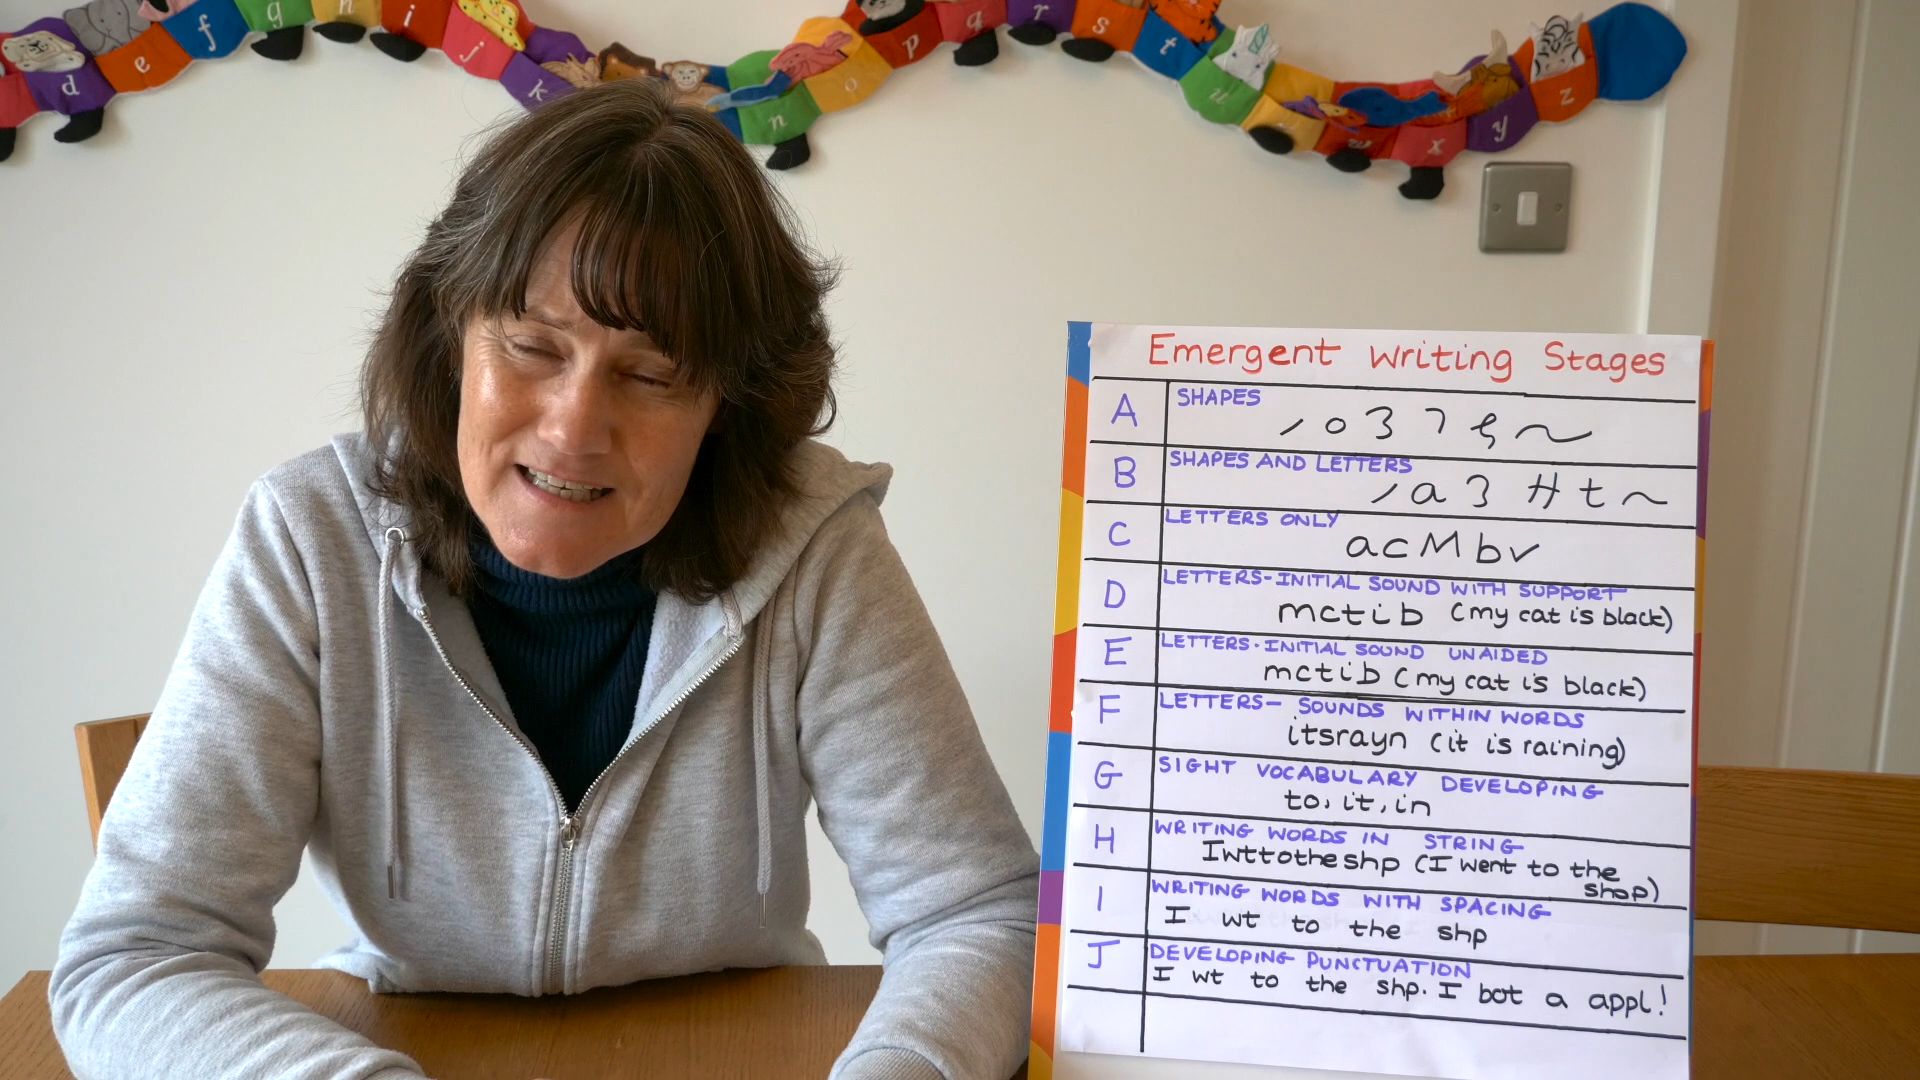 d e f g h i j k n o p q r s t u w x y z
Emergent Writing Stages
A SHAPES
B SHAPES AND LETTERS
a 3 H t
C LETTERS ONLY
a c M b v
D LETTERS-INITIAL SOUND WITH SUPPORT
mctib (my cat is black)
E LETTERS-INITIAL SOUND UNAIDED
mctib (my cat is black)
F LETTERS- SOUNDS WITHIN WORDS
itsrayn (it is raining)
G SIGHT VOCABULARY DEVELOPING
to, it, in
H WRITING WORDS IN STRING
Iwttotheshp (I went to the
shop)
I WRITING WORDS WITH SPACING
I wt to the shp
J DEVELOPING PUNCTUATION
I wt to the shp. I bot a appl!